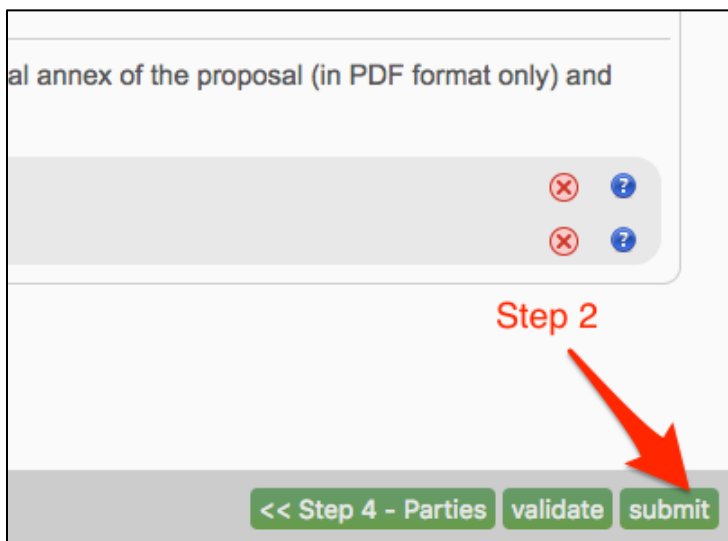 al annex of the proposal (in PDF format only) and
?
?
Step 2
<< Step 4 - Parties validate submit